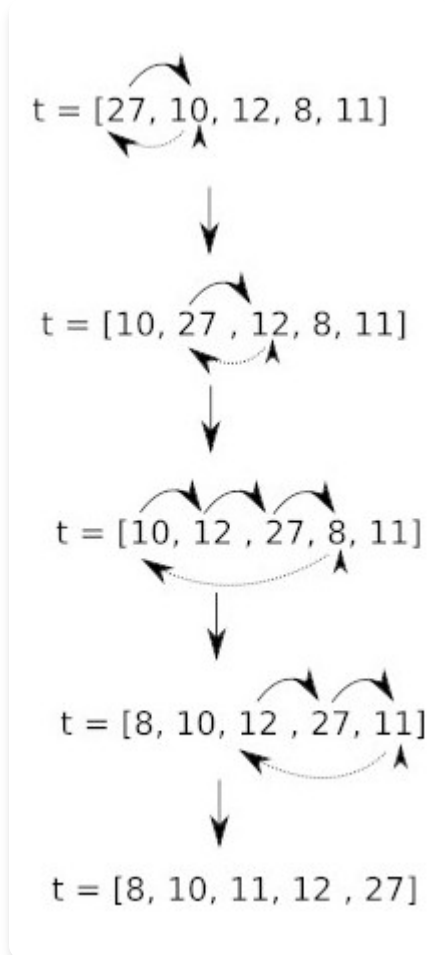 t = [27, 10, 12, 8, 11]
t = [10, 27 , 12, 8, 11]
t = [10, 12 , 27, 8, 11]
t = [8, 10, 12 , 27, 11]
t = [8, 10, 11, 12 , 27]